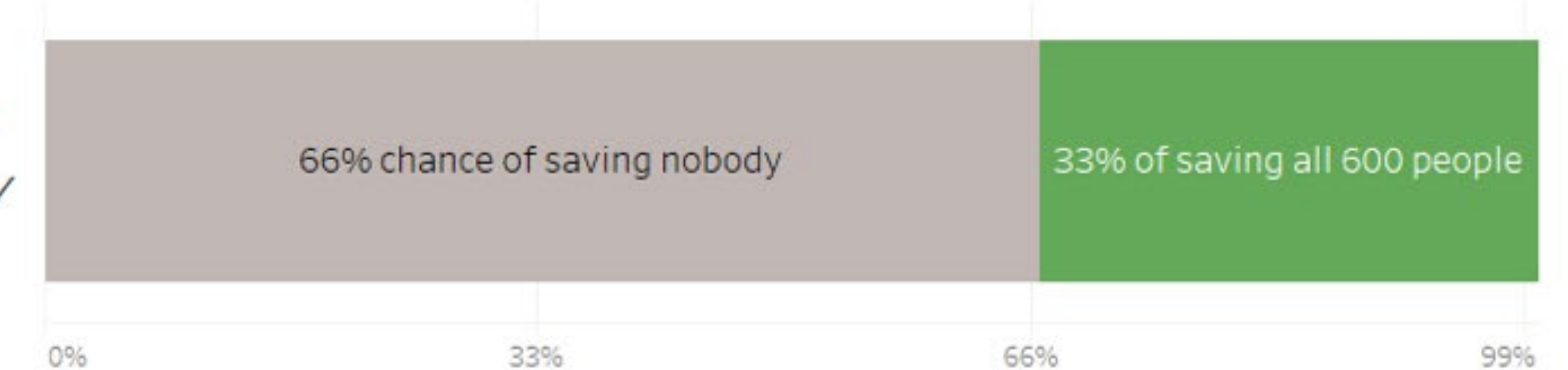 66% chance of saving nobody
33% of saving all 600 people
0%
33%
66%
99%